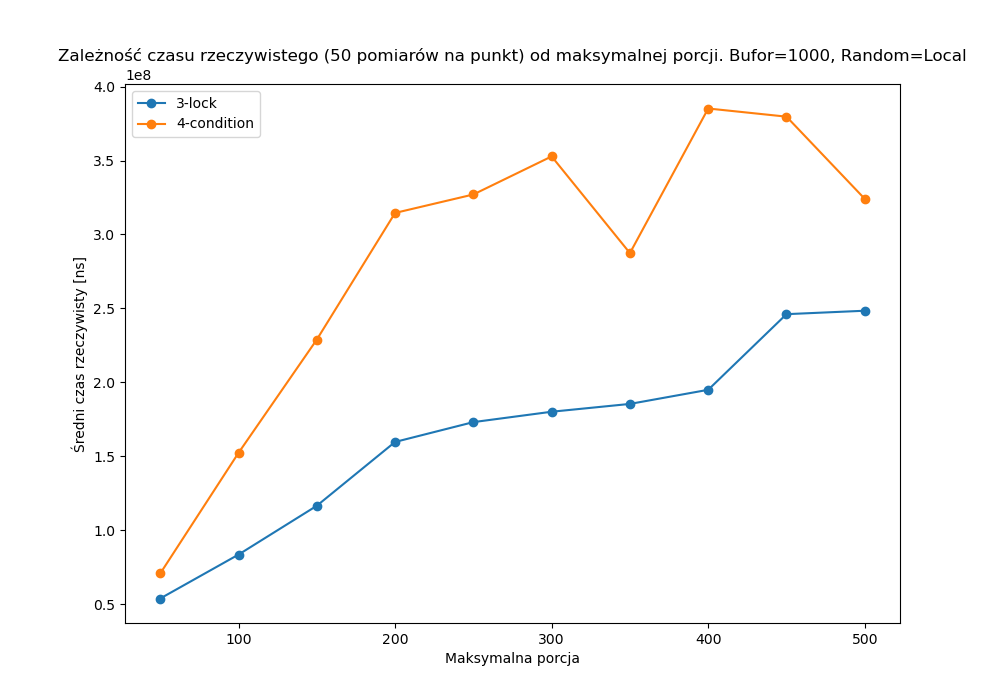 Zależność czasu rzeczywistego (50 pomiarów na punkt) od maksymalnej porcji. Bufor=1000, Random=Local
1e8
4.0
3.5
3.0
2.5
2.0
1.5
1.0
0.5
Średni czas rzeczywisty [ns]
3-lock
4-condition
100 200 300 400 500
Maksymalna porcja